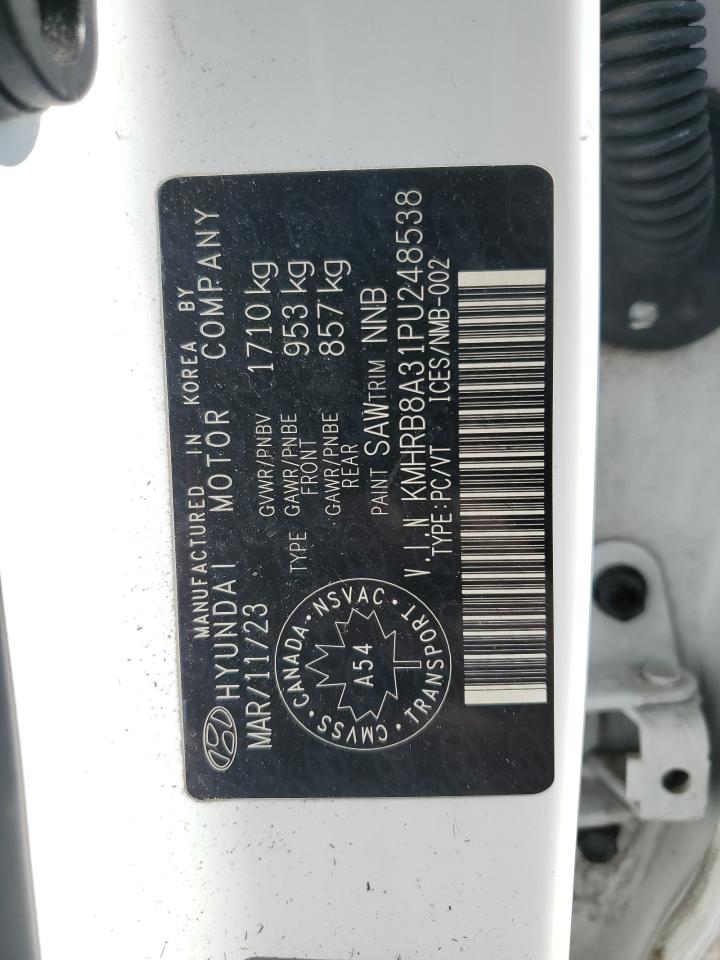 MANUFACTURED IN KOREA BY
HYUNDAI MOTOR COMPANY
MAR/11/23
GVWR/PNBV 1710 kg
TYPE GAWR/PNBE FRONT 953 kg
GAWR/PNBE REAR 857 kg
PAINT SAW TRIM NNB
V.I.N KMHRB8A31PU248538
TYPE:PC/VT ICES/NMB-002
CANADA · NSVAC · TRANSPORT · CMVSS ·
A54